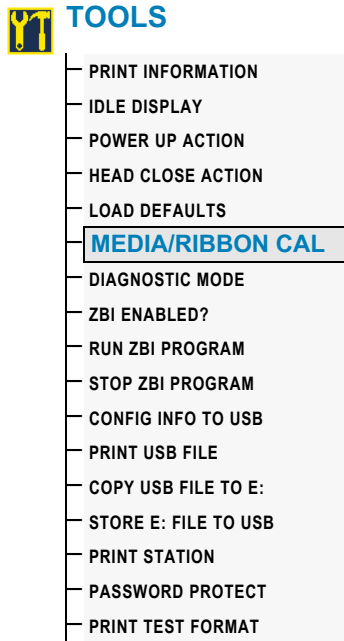 TOOLS
PRINT INFORMATION
IDLE DISPLAY
POWER UP ACTION
HEAD CLOSE ACTION
LOAD DEFAULTS
MEDIA/RIBBON CAL
DIAGNOSTIC MODE
ZBI ENABLED?
RUN ZBI PROGRAM
STOP ZBI PROGRAM
CONFIG INFO TO USB
PRINT USB FILE
COPY USB FILE TO E:
STORE E: FILE TO USB
PRINT STATION
PASSWORD PROTECT
PRINT TEST FORMAT